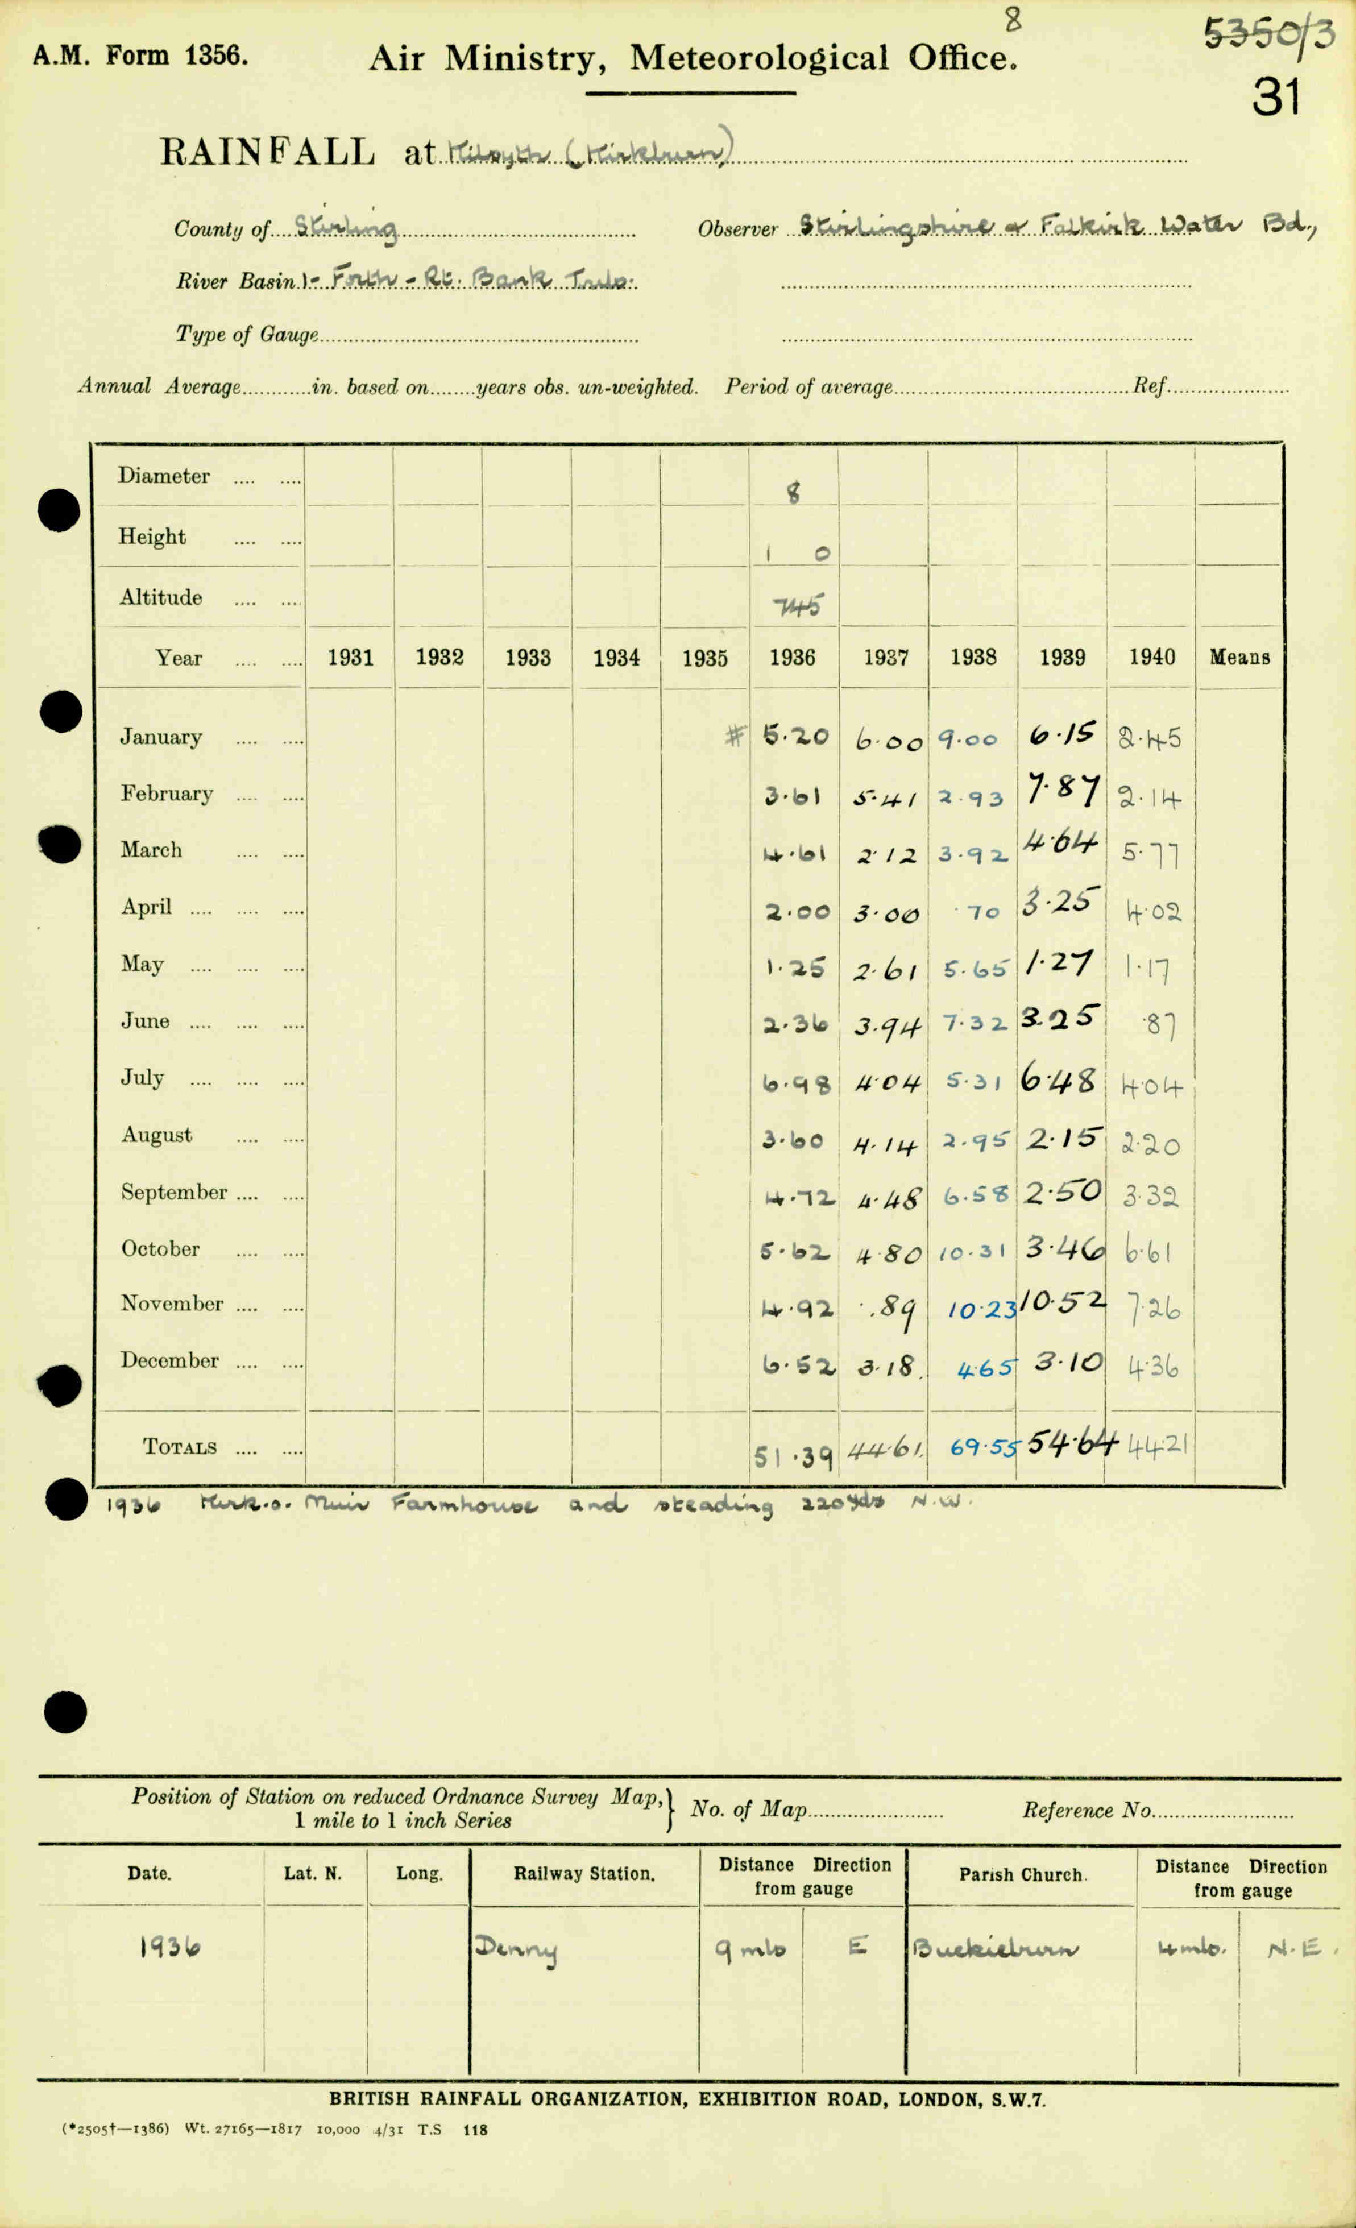 8
5350/3
A.M. Form 1356. Air Ministry, Meteorological Office.
31
RAINFALL at Kilsyth (Kirkburn)
County of Stirling Observer Stirlingshire & Falkirk Water Bd.,
River Basin 1- Forth - Rt. Bank Tribs.
Type of Gauge
Annual Average in. based on years obs. un-weighted. Period of average Ref.
Diameter 8
Height 1 0
Altitude 745
Year 1931 1932 1933 1934 1935 1936 1937 1938 1939 1940 Means
January # 5.20 6.00 9.00 6.15 2.45
February 3.61 5.41 2.93 7.87 2.14
March 4.61 2.12 3.92 4.64 5.77
April 2.00 3.00 .70 3.25 4.02
May 1.25 2.61 5.65 1.27 1.17
June 2.36 3.94 7.32 3.25 .87
July 6.98 4.04 5.31 6.48 4.04
August 3.60 4.14 2.95 2.15 2.20
September 4.72 4.48 6.58 2.50 3.32
October 5.62 4.80 10.31 3.46 6.61
November 4.92 .89 10.23 10.52 7.26
December 6.52 3.18 4.65 3.10 4.36
TOTALS 51.39 44.61 69.55 54.64 44.21
1936 Kirk.o.Muir Farmhouse and steading 220yds N.W.
Position of Station on reduced Ordnance Survey Map, } No. of Map Reference No.
1 mile to 1 inch Series
Date. Lat. N. Long. Railway Station. Distance Direction from gauge Parish Church. Distance Direction from gauge
1936 Denny 9 mls E Buckieburn 4 mls. N.E.
BRITISH RAINFALL ORGANIZATION, EXHIBITION ROAD, LONDON, S.W.7.
(*2505†—1386) Wt. 27165—1817 10,000 4/31 T.S 118